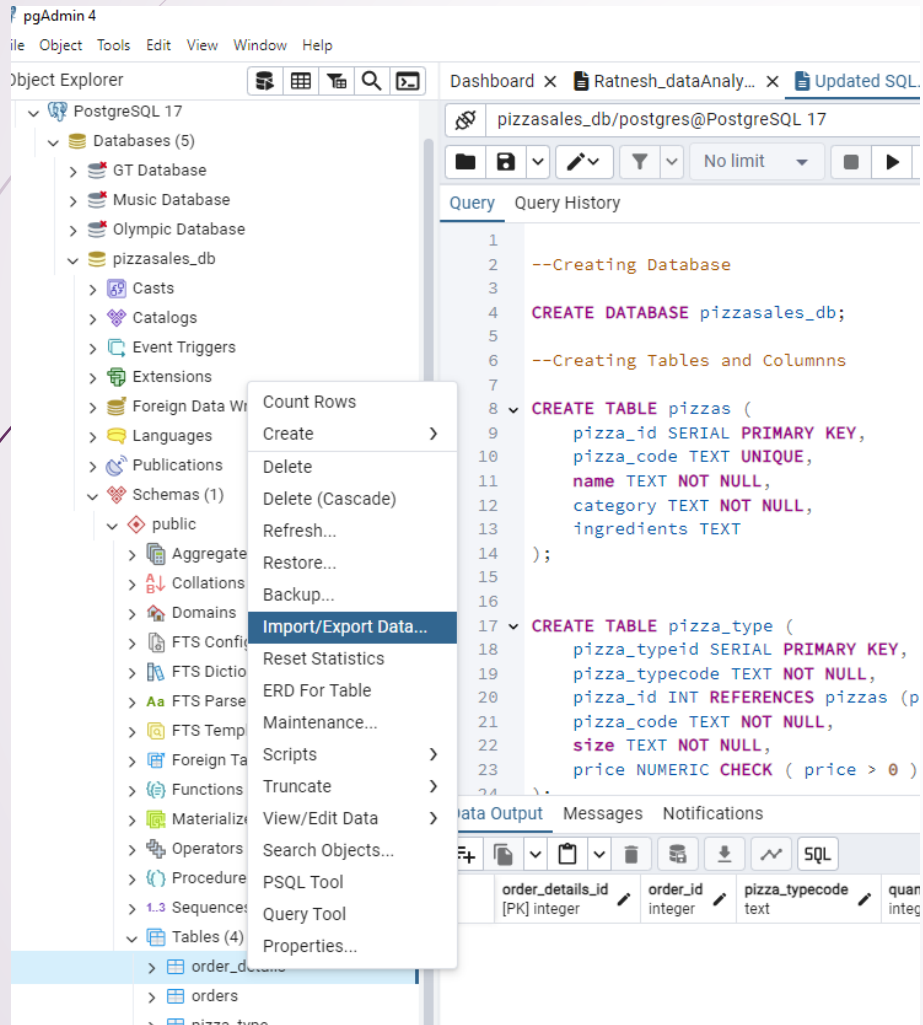 pgAdmin 4
ile Object Tools Edit View Window Help
Object Explorer
PostgreSQL 17
Databases (5)
GT Database
Music Database
Olympic Database
pizzasales_db
Casts
Catalogs
Event Triggers
Extensions
Foreign Data Wr
Languages
Publications
Schemas (1)
public
Aggregate
Collations
Domains
FTS Config
FTS Dictio
FTS Parse
FTS Temp
Foreign Ta
Functions
Materialize
Operators
Procedure
1..3 Sequences
Tables (4)
order_details
orders
pizza_type
Count Rows
Create
Delete
Delete (Cascade)
Refresh...
Restore...
Backup...
Import/Export Data...
Reset Statistics
ERD For Table
Maintenance...
Scripts
Truncate
View/Edit Data
Search Objects...
PSQL Tool
Query Tool
Properties...
Dashboard Ratnesh_dataAnaly... Updated SQL.
pizzasales_db/postgres@PostgreSQL 17
No limit
Query Query History
1
2 --Creating Database
3
4 CREATE DATABASE pizzasales_db;
5
6 --Creating Tables and Columnns
7
8 CREATE TABLE pizzas (
9 pizza_id SERIAL PRIMARY KEY,
10 pizza_code TEXT UNIQUE,
11 name TEXT NOT NULL,
12 category TEXT NOT NULL,
13 ingredients TEXT
14 );
15
16
17 CREATE TABLE pizza_type (
18 pizza_typeid SERIAL PRIMARY KEY,
19 pizza_typecode TEXT NOT NULL,
20 pizza_id INT REFERENCES pizzas (p
21 pizza_code TEXT NOT NULL,
22 size TEXT NOT NULL,
23 price NUMERIC CHECK ( price > 0 )
24 );
Data Output Messages Notifications
SQL
order_details_id order_id pizza_typecode quan
[PK] integer integer text integ